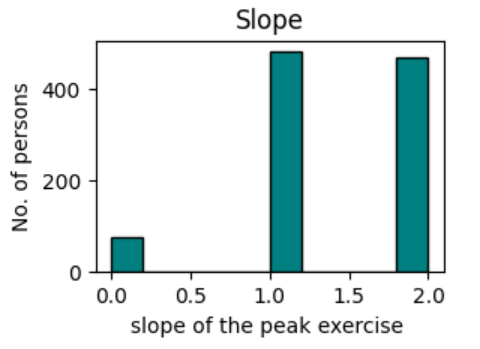 Slope
No. of persons
400
200
0
0.0 0.5 1.0 1.5 2.0
slope of the peak exercise